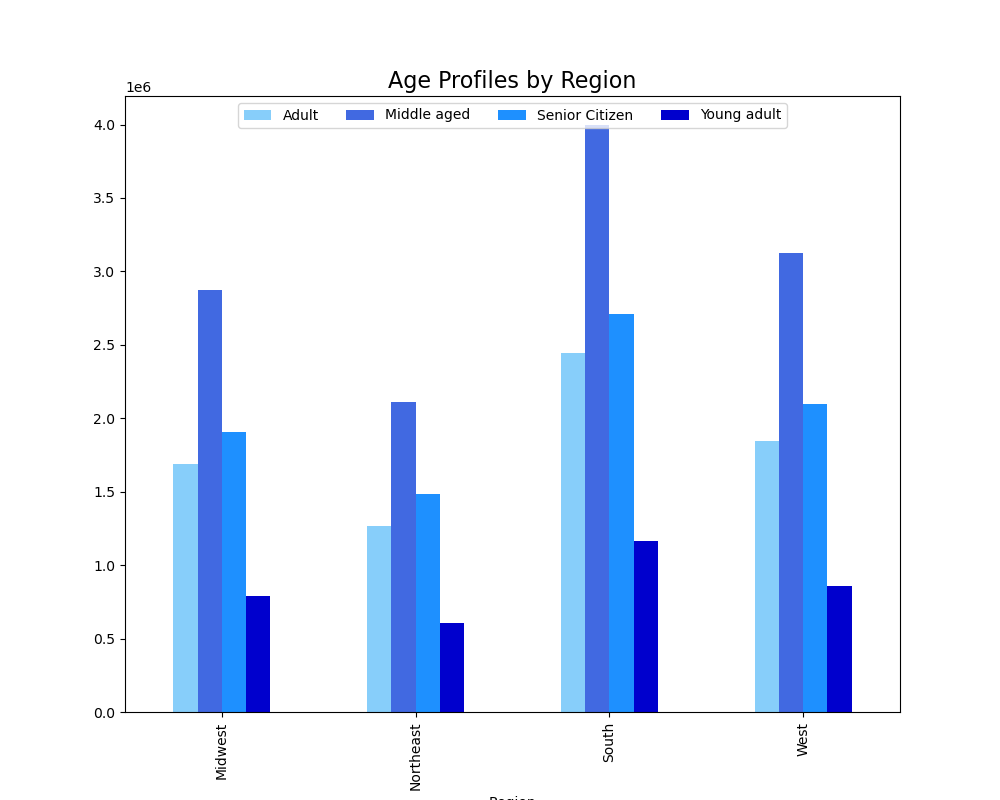 Age Profiles by Region
1e6
Adult Middle aged Senior Citizen Young adult
4.0
3.5
3.0
2.5
2.0
1.5
1.0
0.5
0.0
Midwest
Northeast
South
West
Region